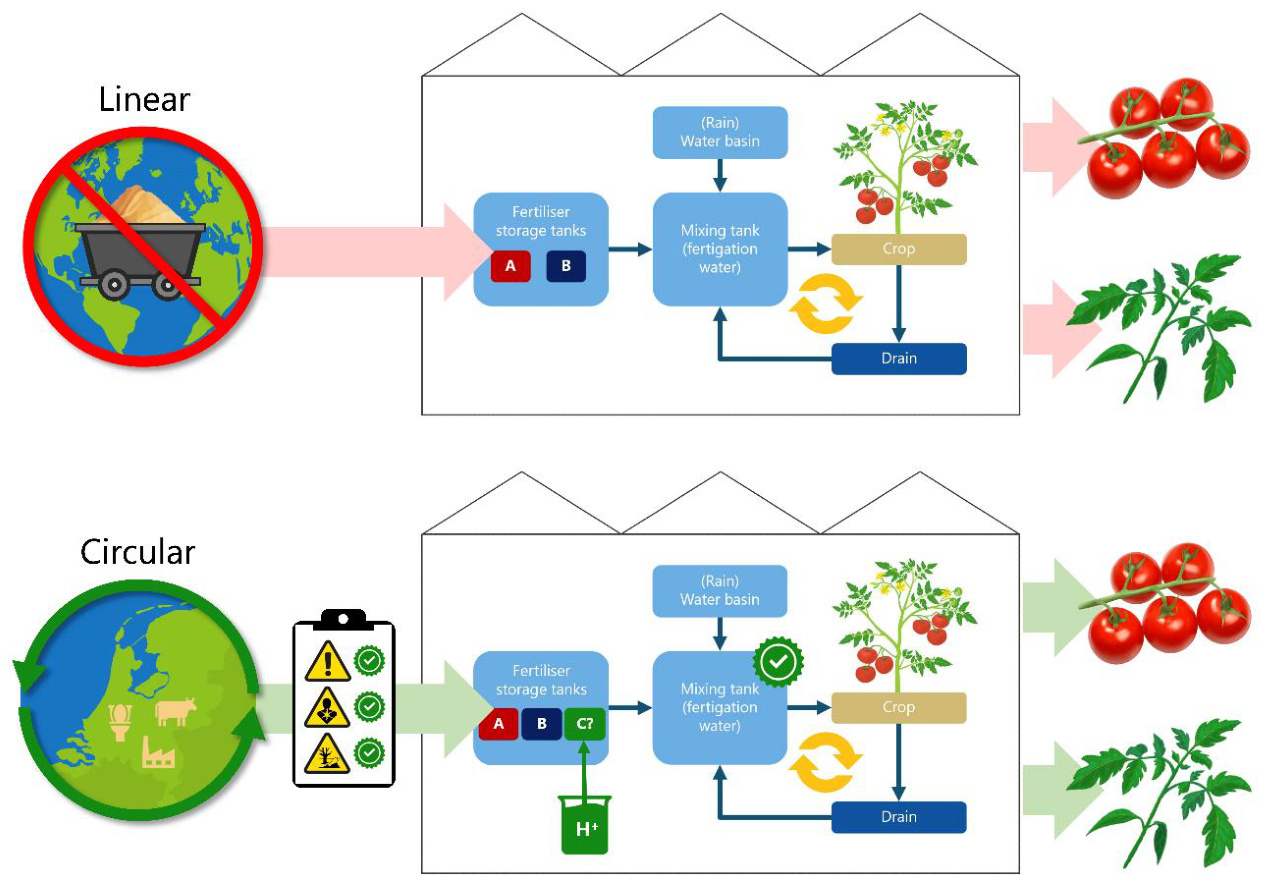 Linear
(Rain)
Water basin
Fertiliser
storage tanks
A
B
Mixing tank
(fertigation
water)
Crop
Drain
Circular
(Rain)
Water basin
Fertiliser
storage tanks
A
B
C?
H⁺
Mixing tank
(fertigation
water)
Crop
Drain